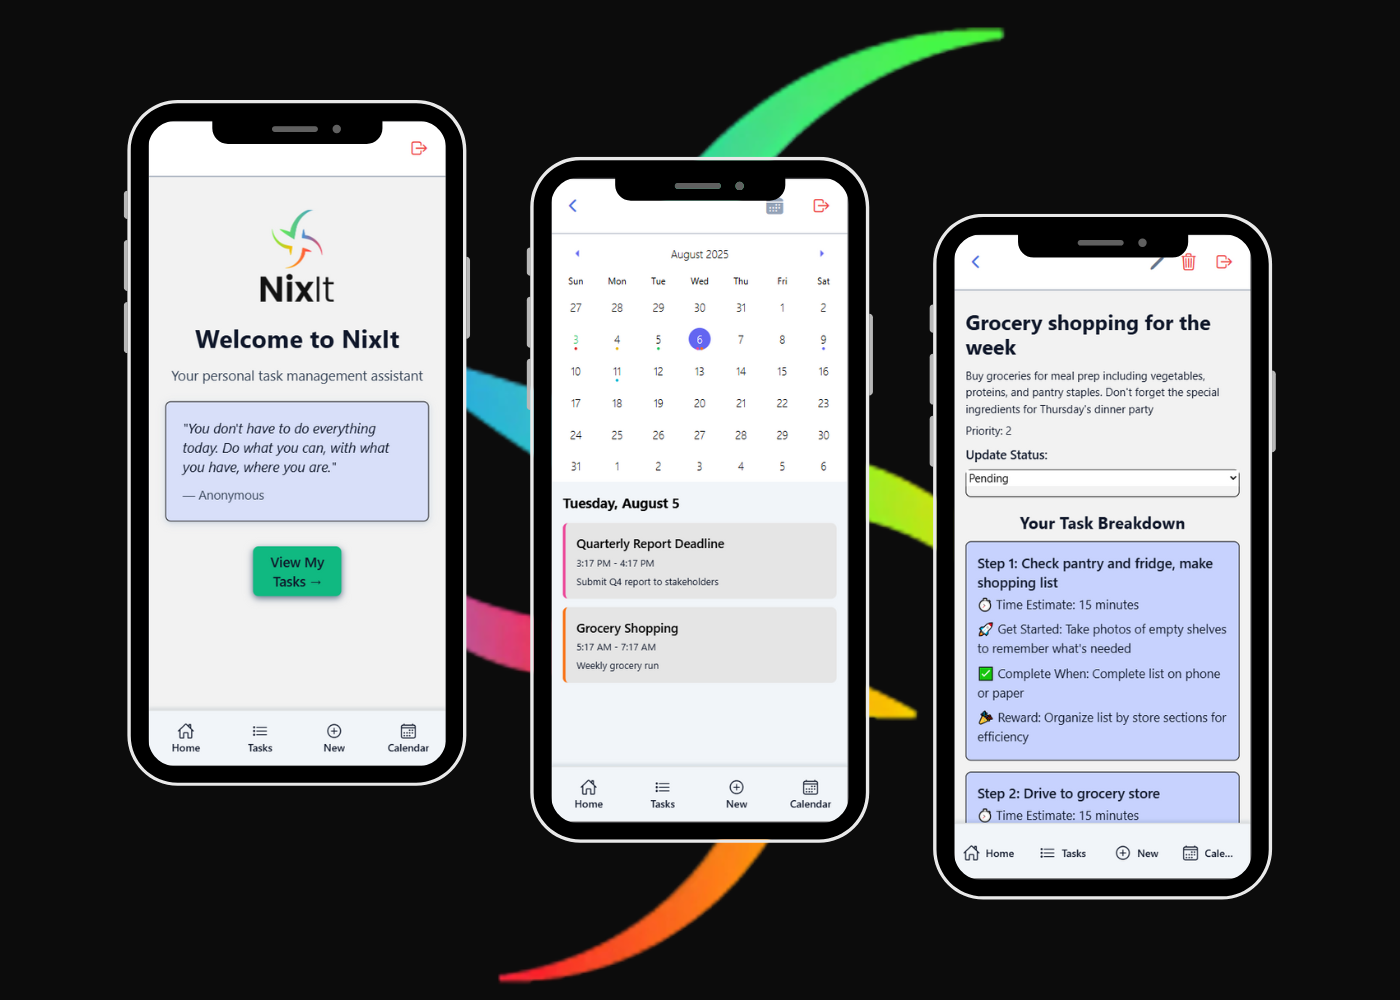 NixIt
Welcome to NixIt
Your personal task management assistant
"You don't have to do everything
today. Do what you can, with what
you have, where you are."
— Anonymous
View My
Tasks →
Home Tasks New Calendar
August 2025
Sun Mon Tue Wed Thu Fri Sat
27 28 29 30 31 1 2
3 4 5 6 7 8 9
10 11 12 13 14 15 16
17 18 19 20 21 22 23
24 25 26 27 28 29 30
31 1 2 3 4 5 6
Tuesday, August 5
Quarterly Report Deadline
3:17 PM - 4:17 PM
Submit Q4 report to stakeholders
Grocery Shopping
5:17 AM - 7:17 AM
Weekly grocery run
Home Tasks New Calendar
Grocery shopping for the
week
Buy groceries for meal prep including vegetables,
proteins, and pantry staples. Don't forget the special
ingredients for Thursday's dinner party
Priority: 2
Update Status:
Pending
Your Task Breakdown
Step 1: Check pantry and fridge, make
shopping list
Time Estimate: 15 minutes
Get Started: Take photos of empty shelves
to remember what's needed
Complete When: Complete list on phone
or paper
Reward: Organize list by store sections for
efficiency
Step 2: Drive to grocery store
Time Estimate: 15 minutes
Home Tasks New Cale...